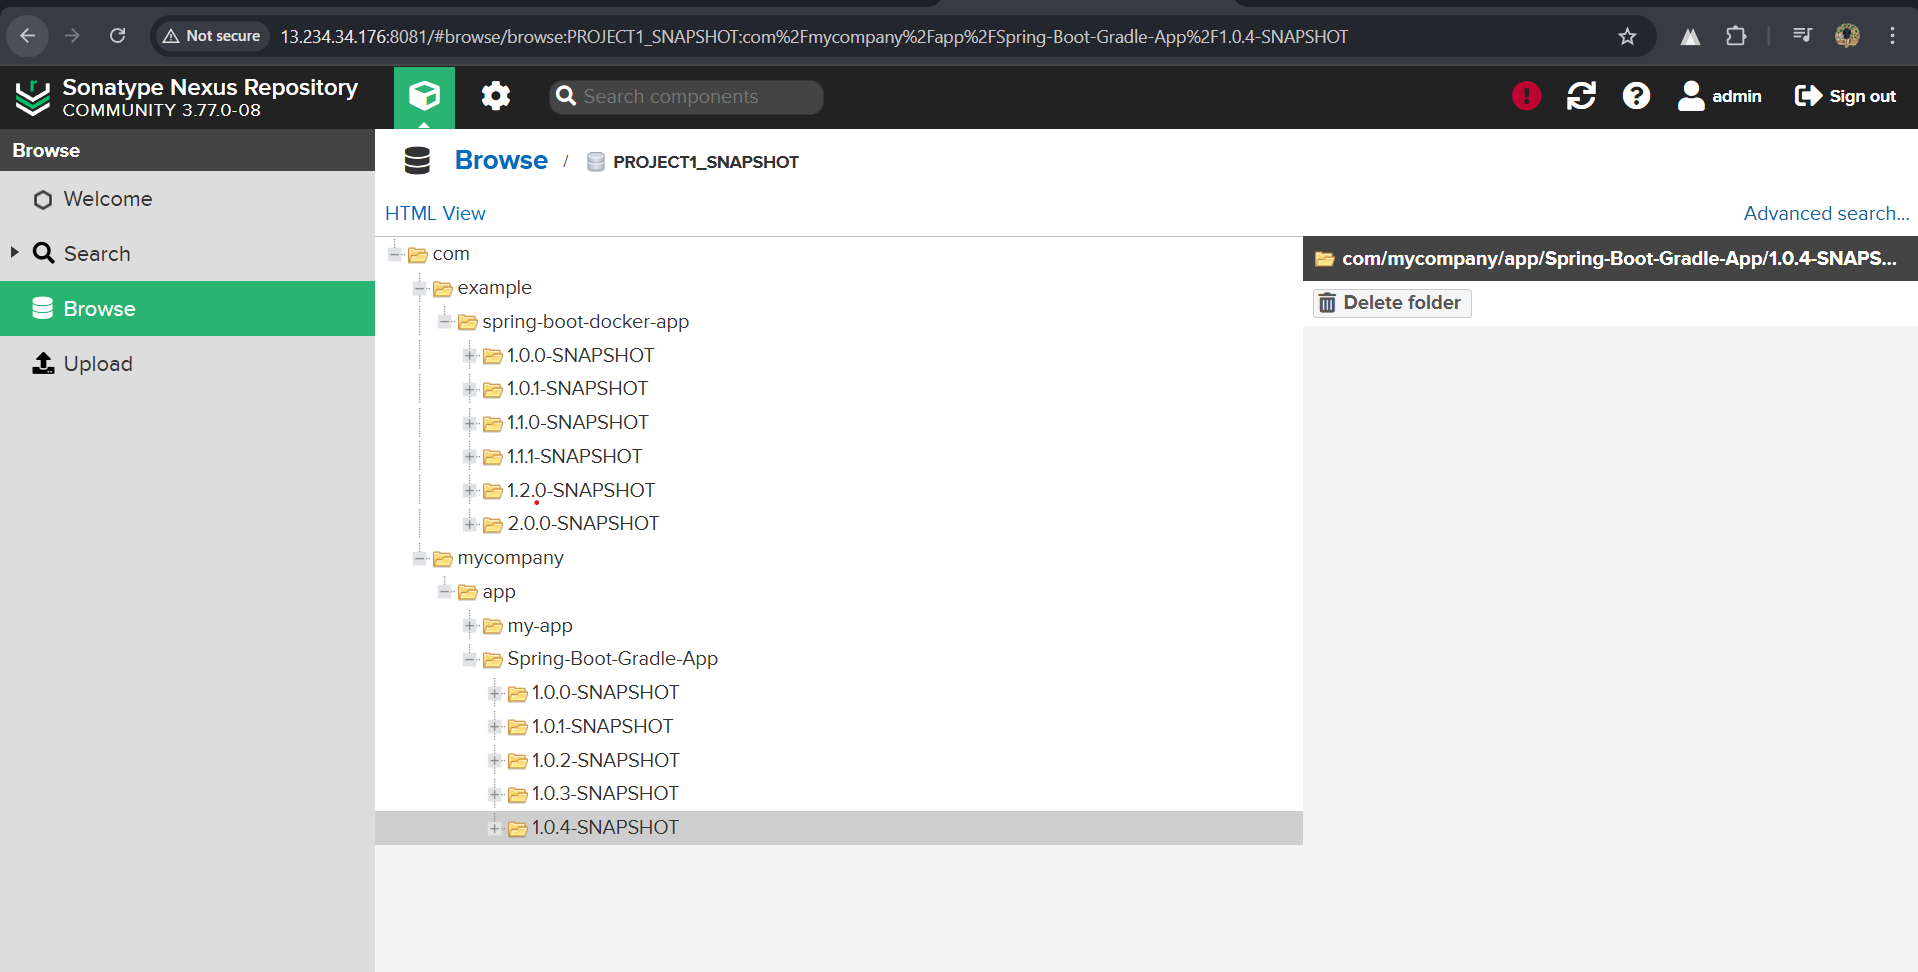 Not secure 13.234.34.176:8081/#browse/browse:PROJECT1_SNAPSHOT:com%2Fmycompany%2Fapp%2FSpring-Boot-Gradle-App%2F1.0.4-SNAPSHOT
Sonatype Nexus Repository
COMMUNITY 3.77.0-08
Search components
admin
Sign out
Browse
Welcome
Search
Browse
Upload
Browse / PROJECT1_SNAPSHOT
HTML View
Advanced search...
com
example
spring-boot-docker-app
1.0.0-SNAPSHOT
1.0.1-SNAPSHOT
1.1.0-SNAPSHOT
1.1.1-SNAPSHOT
1.2.0-SNAPSHOT
2.0.0-SNAPSHOT
mycompany
app
my-app
Spring-Boot-Gradle-App
1.0.0-SNAPSHOT
1.0.1-SNAPSHOT
1.0.2-SNAPSHOT
1.0.3-SNAPSHOT
1.0.4-SNAPSHOT
com/mycompany/app/Spring-Boot-Gradle-App/1.0.4-SNAPS...
Delete folder